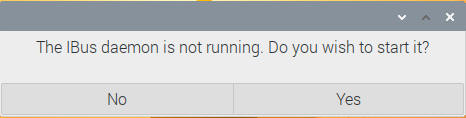 The IBus daemon is not running. Do you wish to start it?
No
Yes